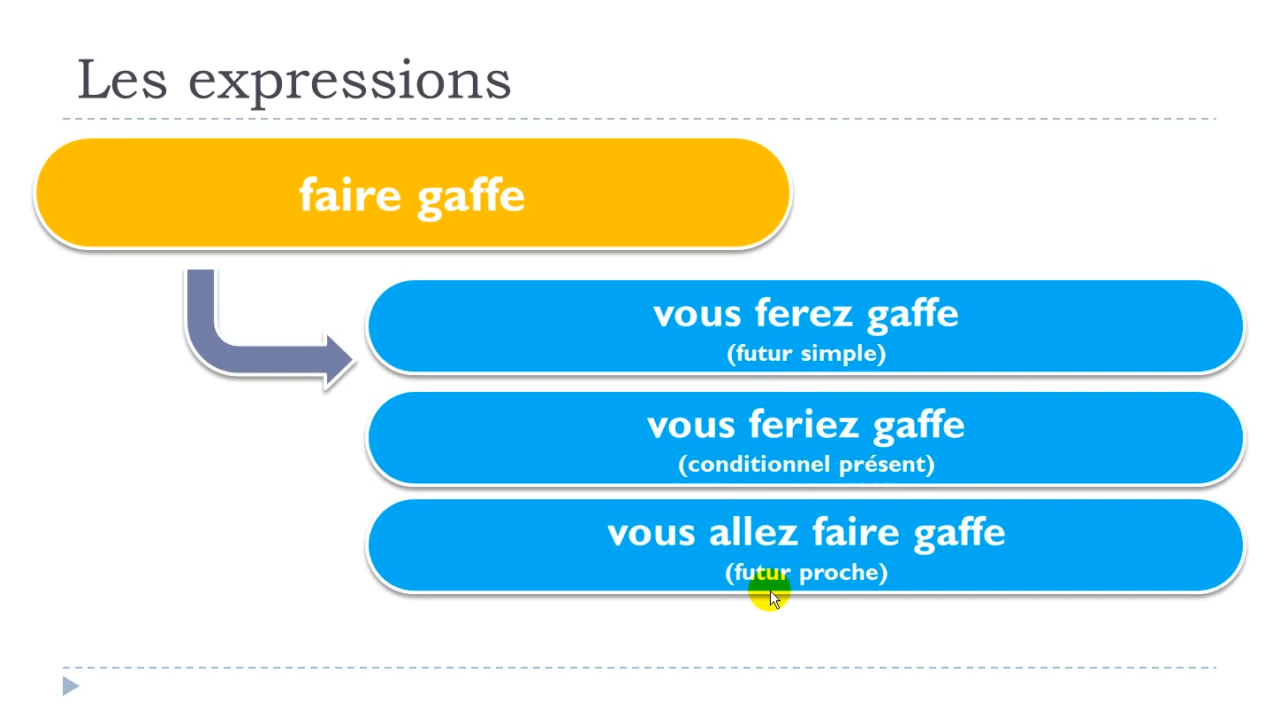 Les expressions
faire gaffe
vous ferez gaffe
(futur simple)
vous feriez gaffe
(conditionnel présent)
vous allez faire gaffe
(futur proche)